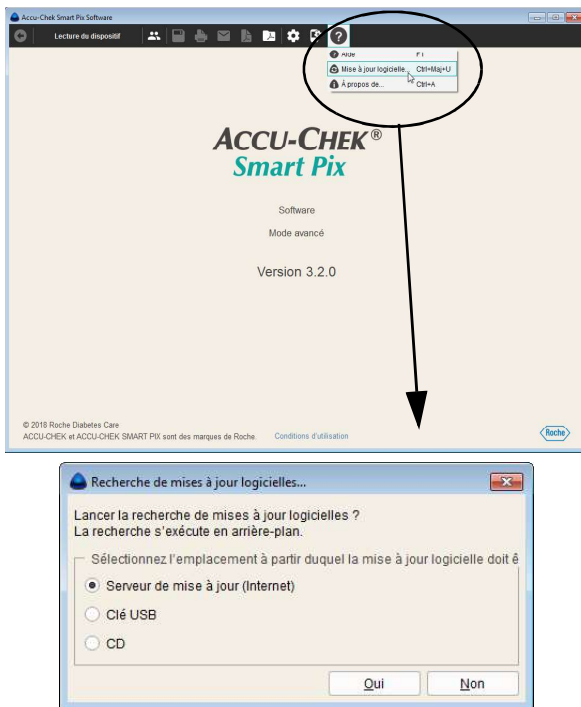 Accu-Chek Smart Pix Software
Lecture du dispositif
Aide F1
Mise à jour logicielle... Ctrl+Maj+U
À propos de... Ctrl+A
ACCU-CHEK®
Smart Pix
Software
Mode avancé
Version 3.2.0
© 2018 Roche Diabetes Care
ACCU-CHEK et ACCU-CHEK SMART PIX sont des marques de Roche. Conditions d'utilisation
Roche
Recherche de mises à jour logicielles...
Lancer la recherche de mises à jour logicielles ?
La recherche s'exécute en arrière-plan.
Sélectionnez l'emplacement à partir duquel la mise à jour logicielle doit ê
Serveur de mise à jour (Internet)
Clé USB
CD
Oui Non